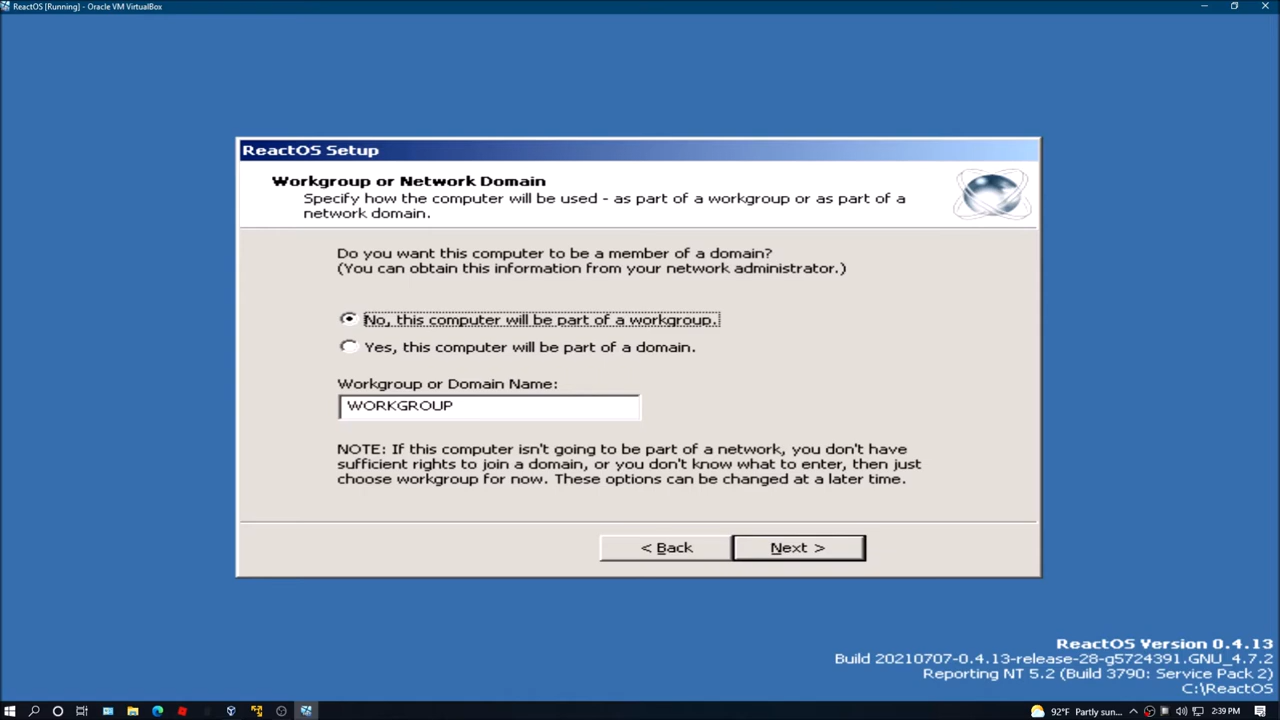 ReactOS [Running] - Oracle VM VirtualBox
ReactOS Setup
Workgroup or Network Domain
Specify how the computer will be used - as part of a workgroup or as part of a
network domain.
Do you want this computer to be a member of a domain?
(You can obtain this information from your network administrator.)
No, this computer will be part of a workgroup.
Yes, this computer will be part of a domain.
Workgroup or Domain Name:
WORKGROUP
NOTE: If this computer isn't going to be part of a network, you don't have
sufficient rights to join a domain, or you don't know what to enter, then just
choose workgroup for now. These options can be changed at a later time.
< Back
Next >
ReactOS Version 0.4.13
Build 20210707-0.4.13-release-28-g5724391.GNU_4.7.2
Reporting NT 5.2 (Build 3790: Service Pack 2)
C:\ReactOS
92°F Partly sun... 2:39 PM